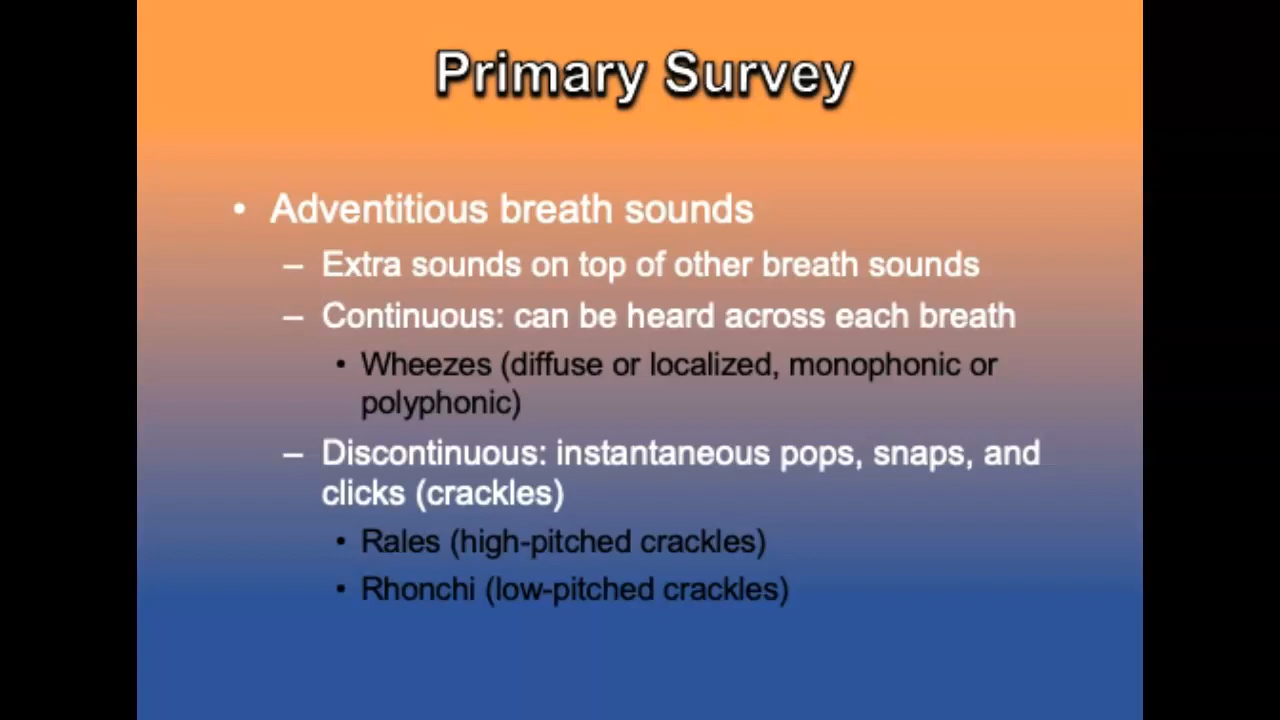 Primary Survey
• Adventitious breath sounds
– Extra sounds on top of other breath sounds
– Continuous: can be heard across each breath
• Wheezes (diffuse or localized, monophonic or
polyphonic)
– Discontinuous: instantaneous pops, snaps, and
clicks (crackles)
• Rales (high-pitched crackles)
• Rhonchi (low-pitched crackles)